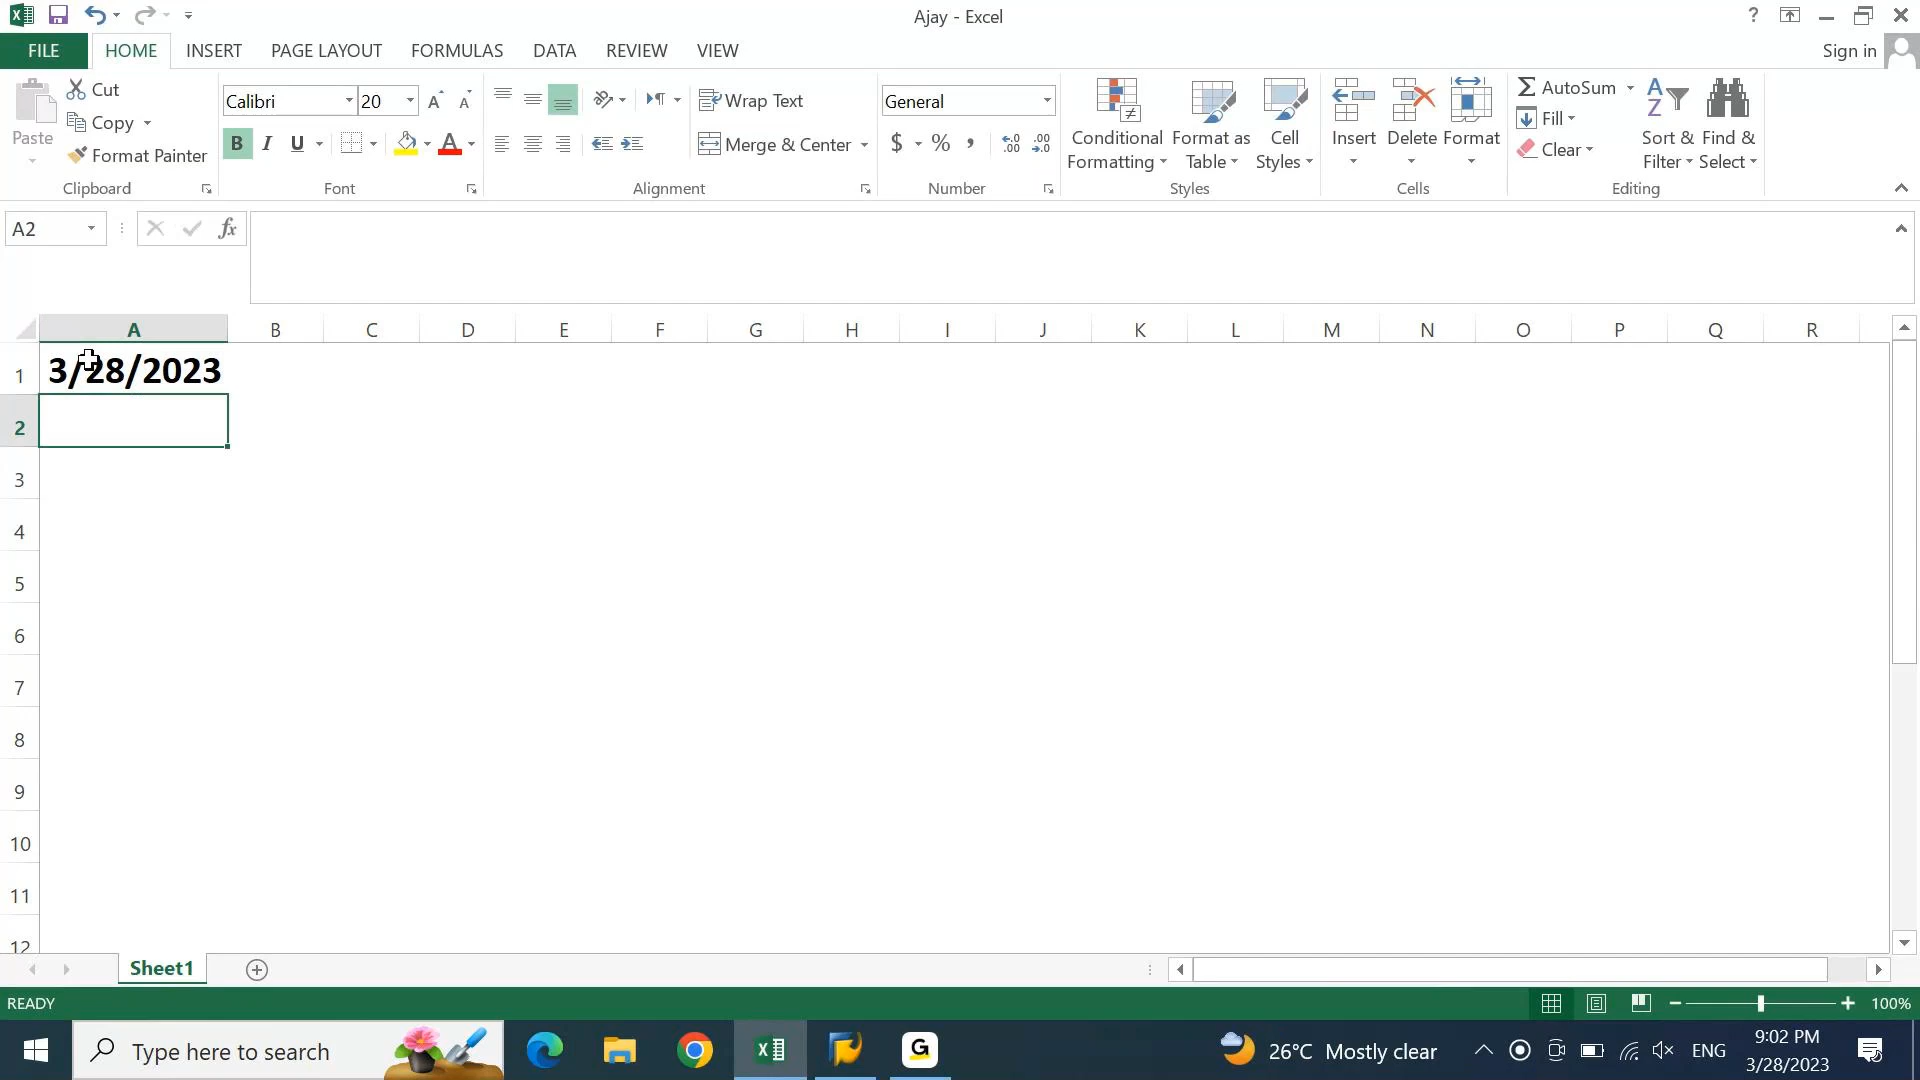 Ajay - Excel
?
FILE HOME INSERT PAGE LAYOUT FORMULAS DATA REVIEW VIEW Sign in
Paste
Cut
Copy
Format Painter
Clipboard
Calibri 20 A A
B I U A
Font
Wrap Text
Merge & Center
Alignment
General
$ % , .00 .0
Number
Conditional Formatting
Format as Table
Cell Styles
Styles
Insert Delete Format
Cells
AutoSum
Fill
Clear
Sort & Filter
Find & Select
Editing
A2 fx
A B C D E F G H I J K L M N O P Q R
1 3/28/2023
2
3
4
5
6
7
8
9
10
11
12
Sheet1
READY 100%
Type here to search
26°C Mostly clear ENG
9:02 PM
3/28/2023